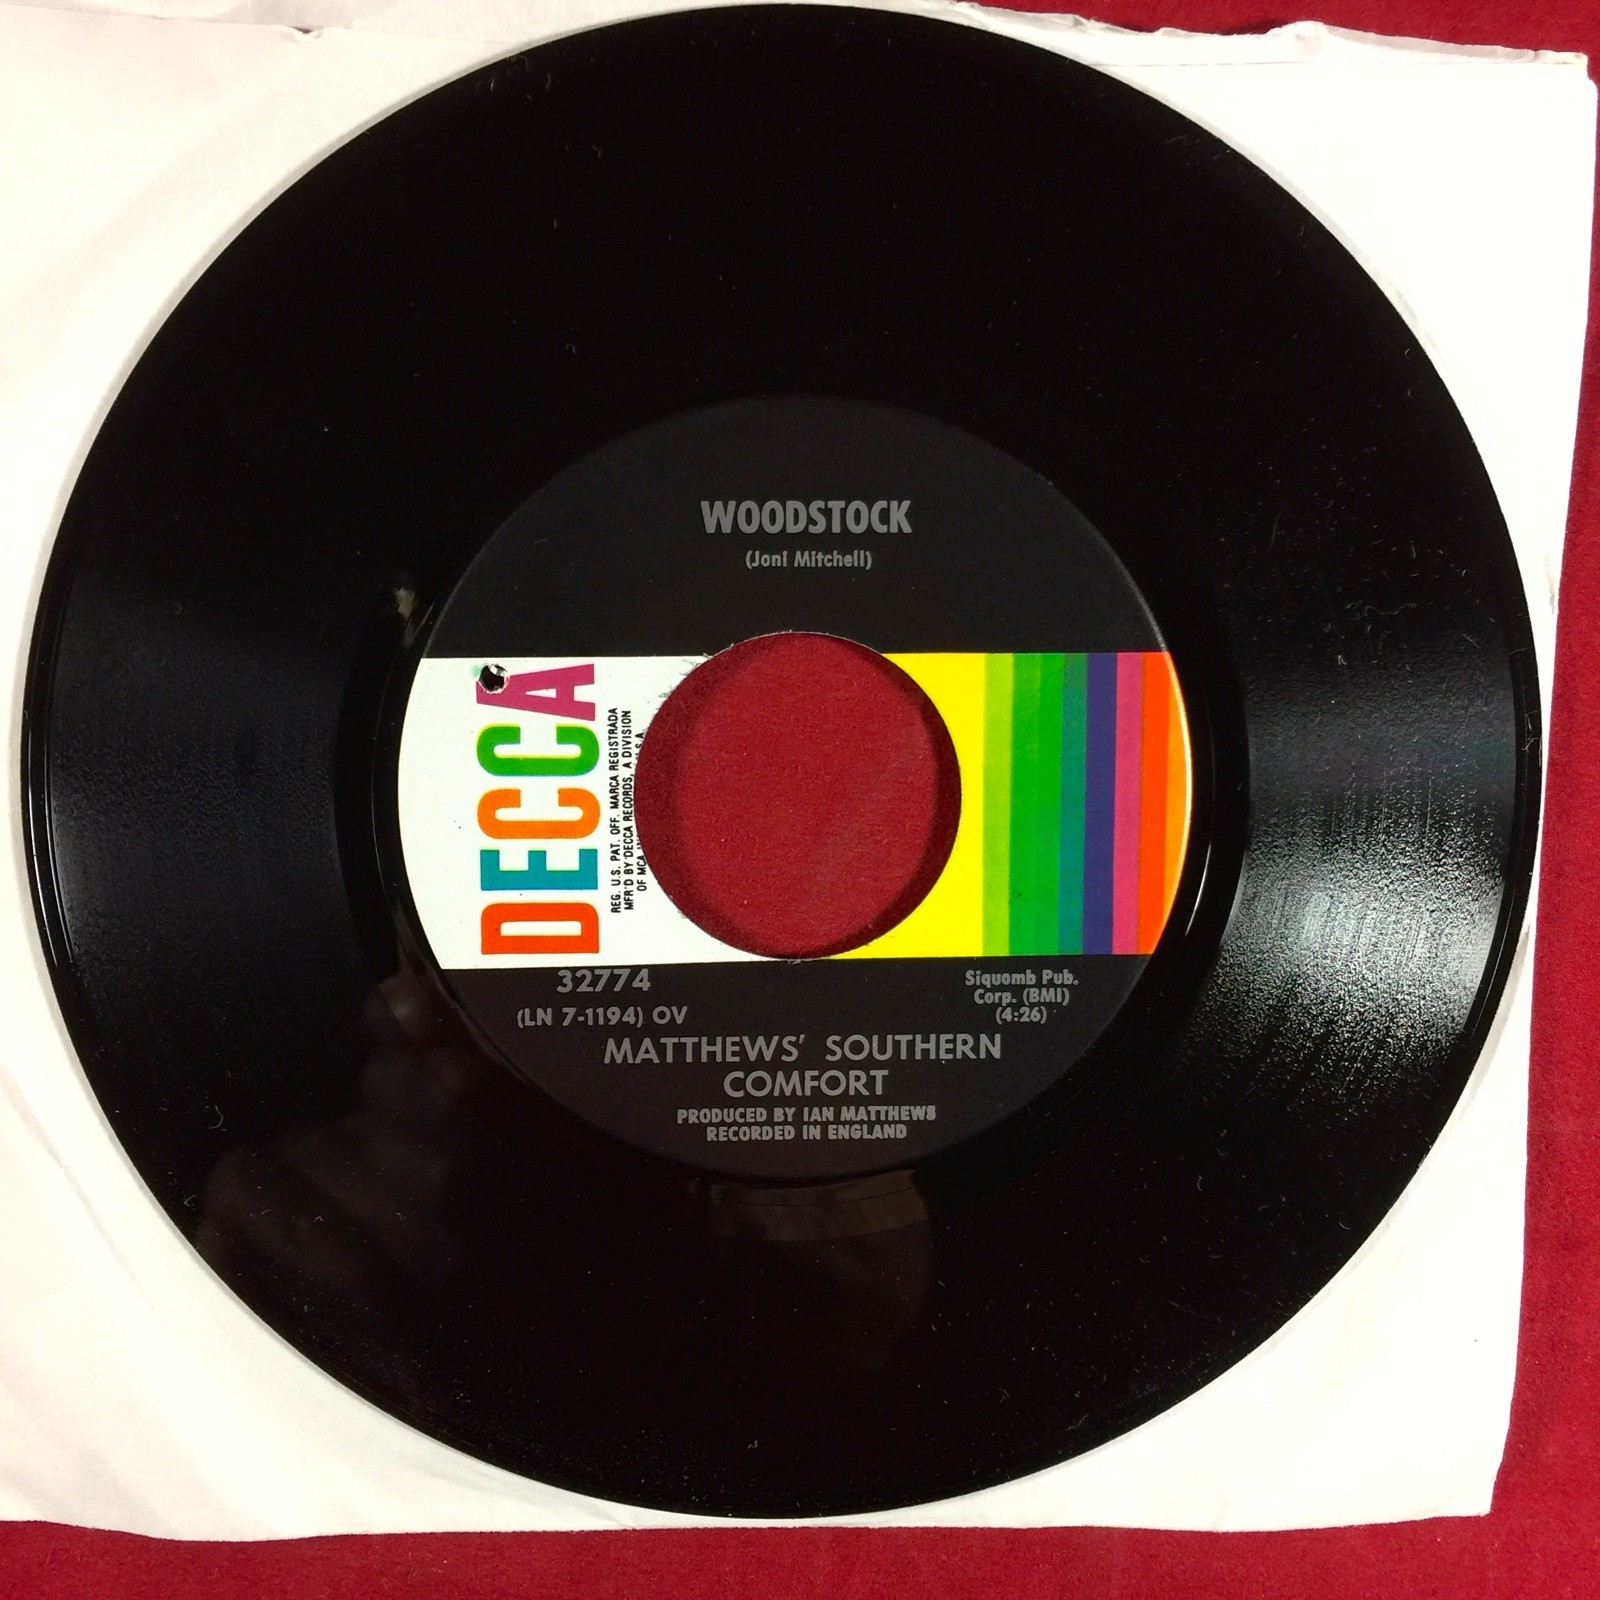 WOODSTOCK
(Joni Mitchell)
DECCA
REG. U.S. PAT. OFF. MARCA REGISTRADA
MFR'D BY DECCA RECORDS, A DIVISION
OF MCA U.S.A.
32774
(LN 7-1194) OV
Siquomb Pub.
Corp. (BMI)
(4:26)
MATTHEWS' SOUTHERN
COMFORT
PRODUCED BY IAN MATTHEWS
RECORDED IN ENGLAND